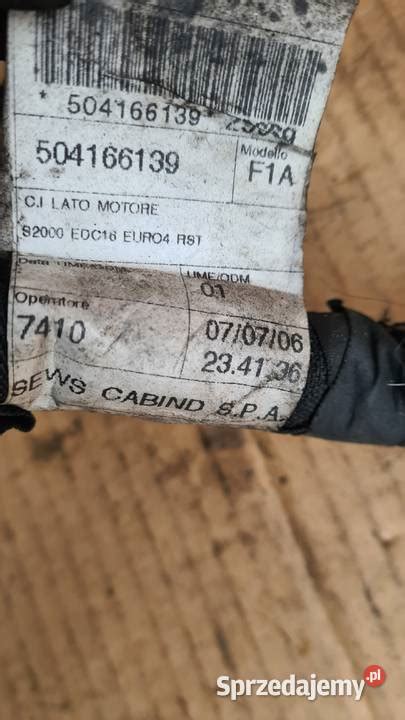 * 504166139
504166139
Modello
F1A
C.I LATO MOTORE
S2000 EDC16 EURO4 RST
UME/ODM
01
Operatore
7410
07/07/06
23.41.36
SEWS CABIND S.P.A.
Sprzedajemy.pl